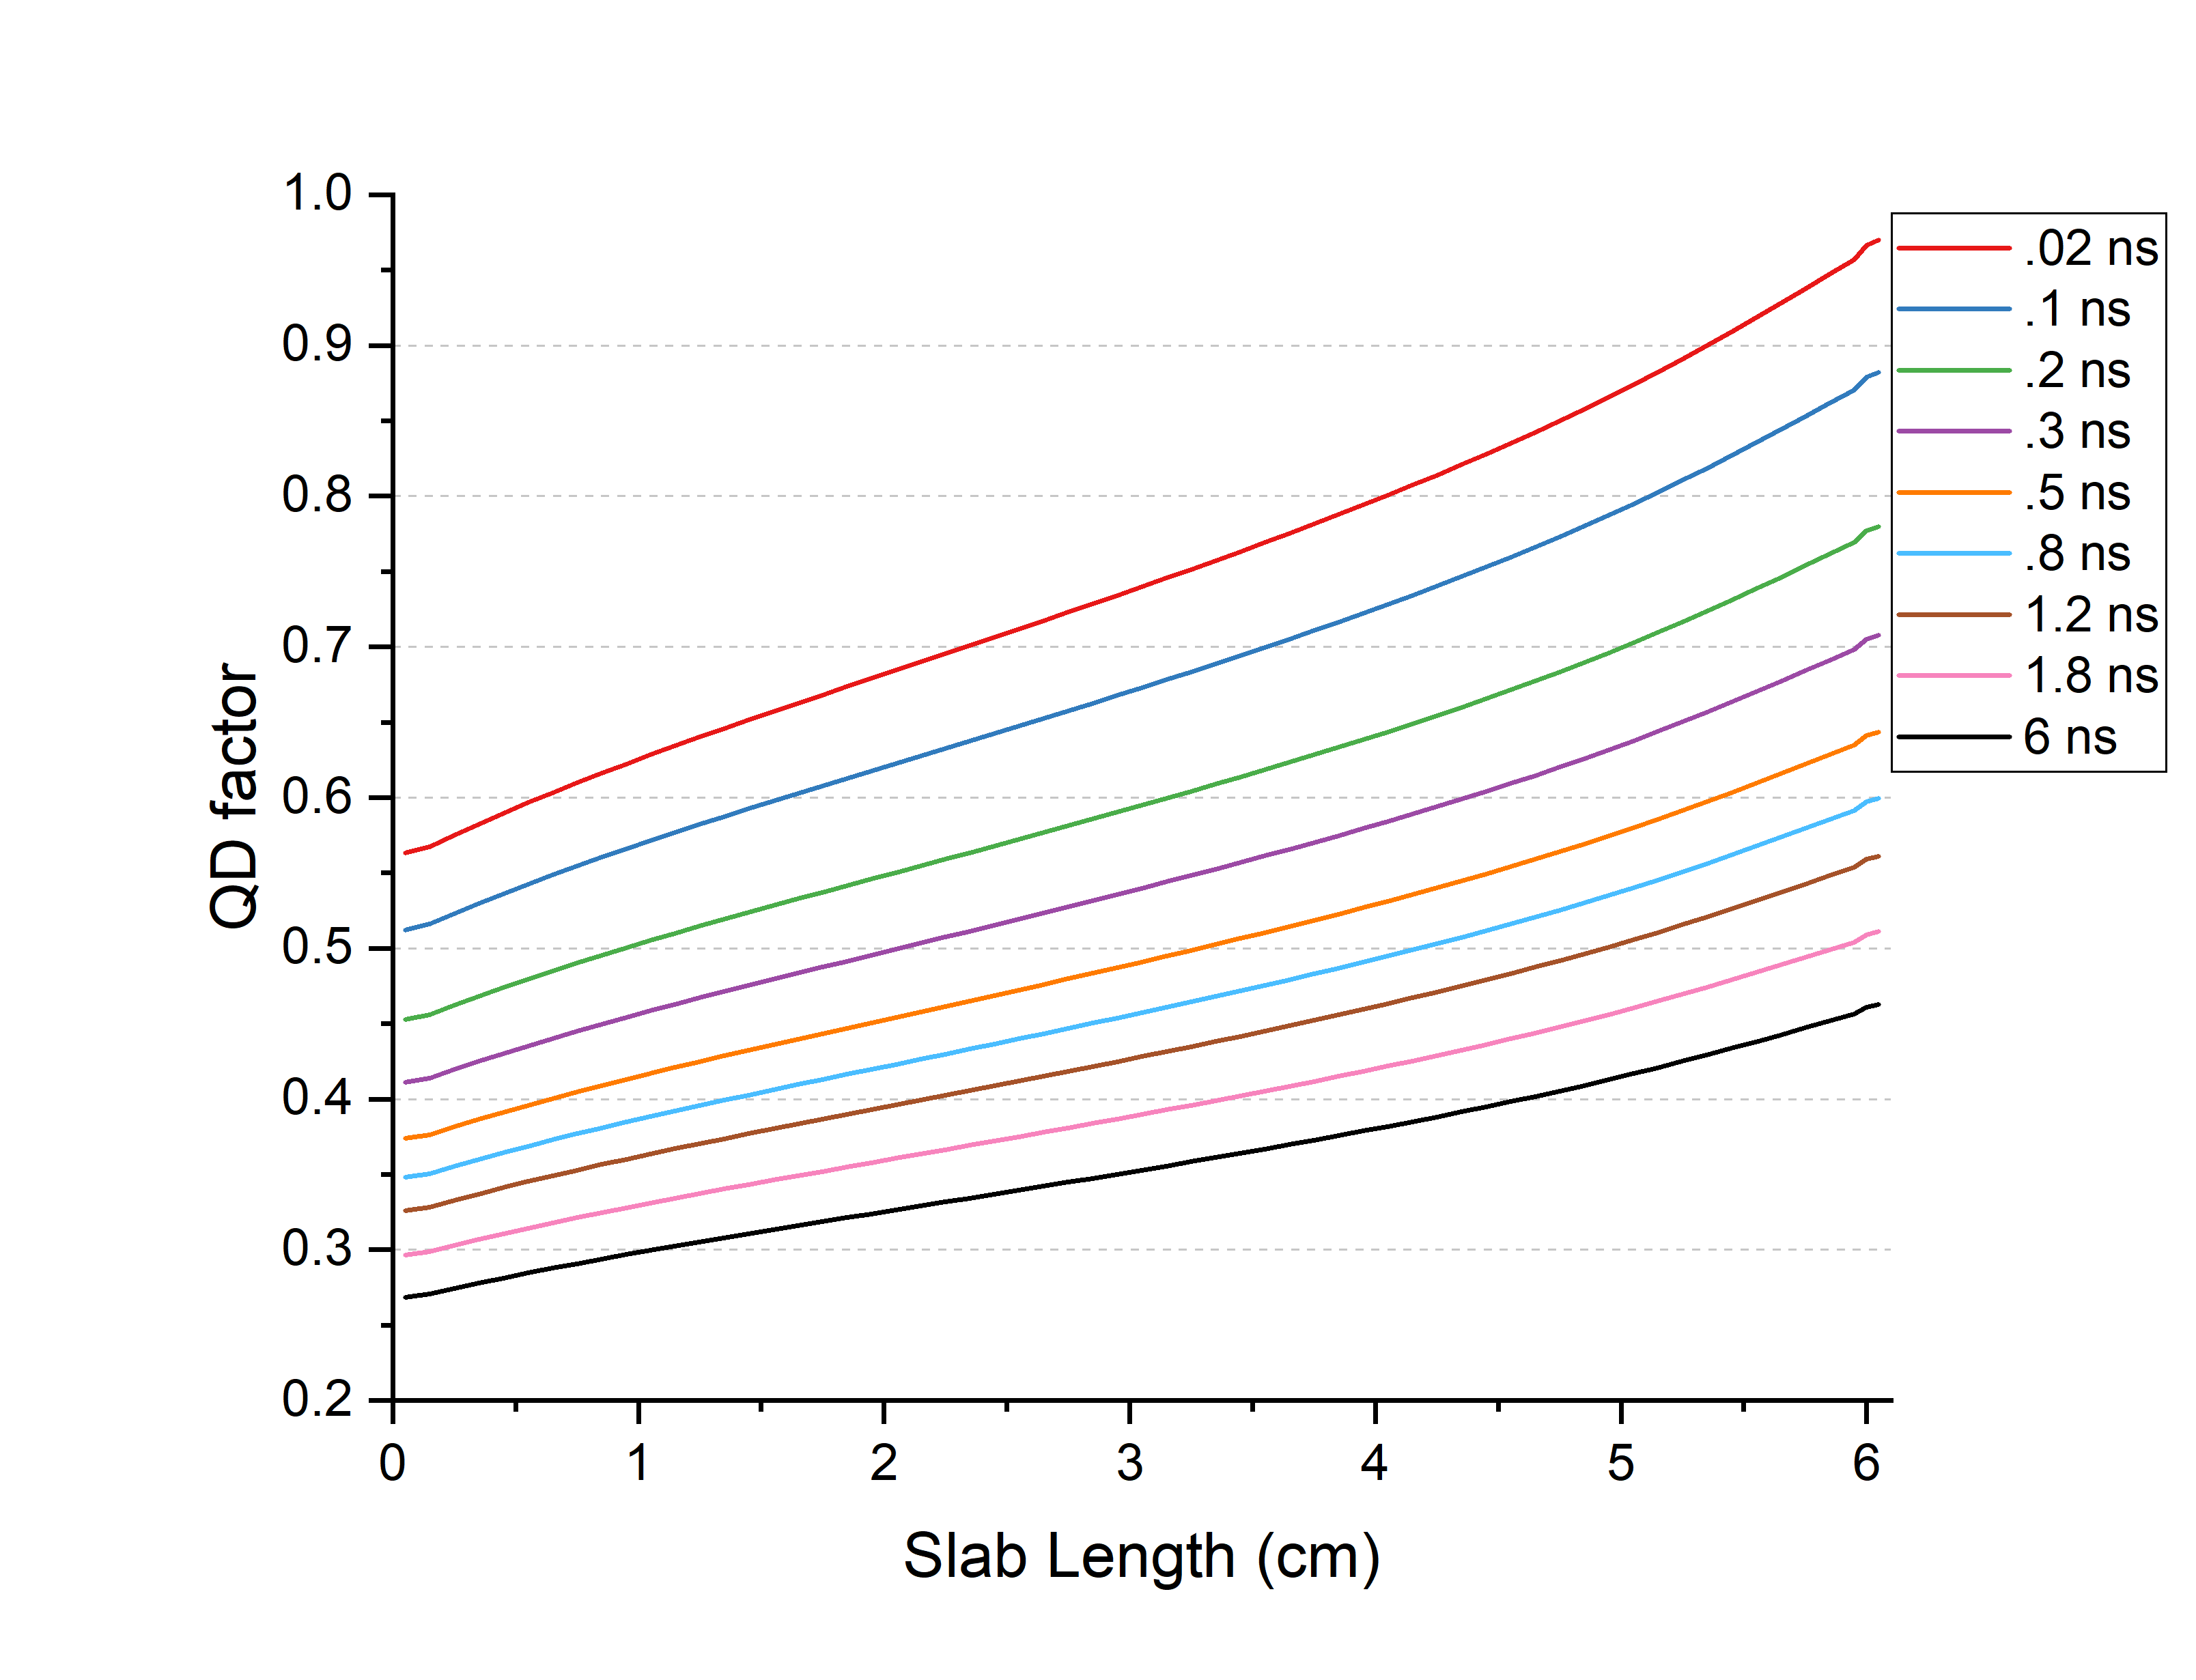 1.0
0.9
0.8
0.7
0.6
0.5
0.4
0.3
0.2
QD factor
0 1 2 3 4 5 6
Slab Length (cm)
.02 ns
.1 ns
.2 ns
.3 ns
.5 ns
.8 ns
1.2 ns
1.8 ns
6 ns